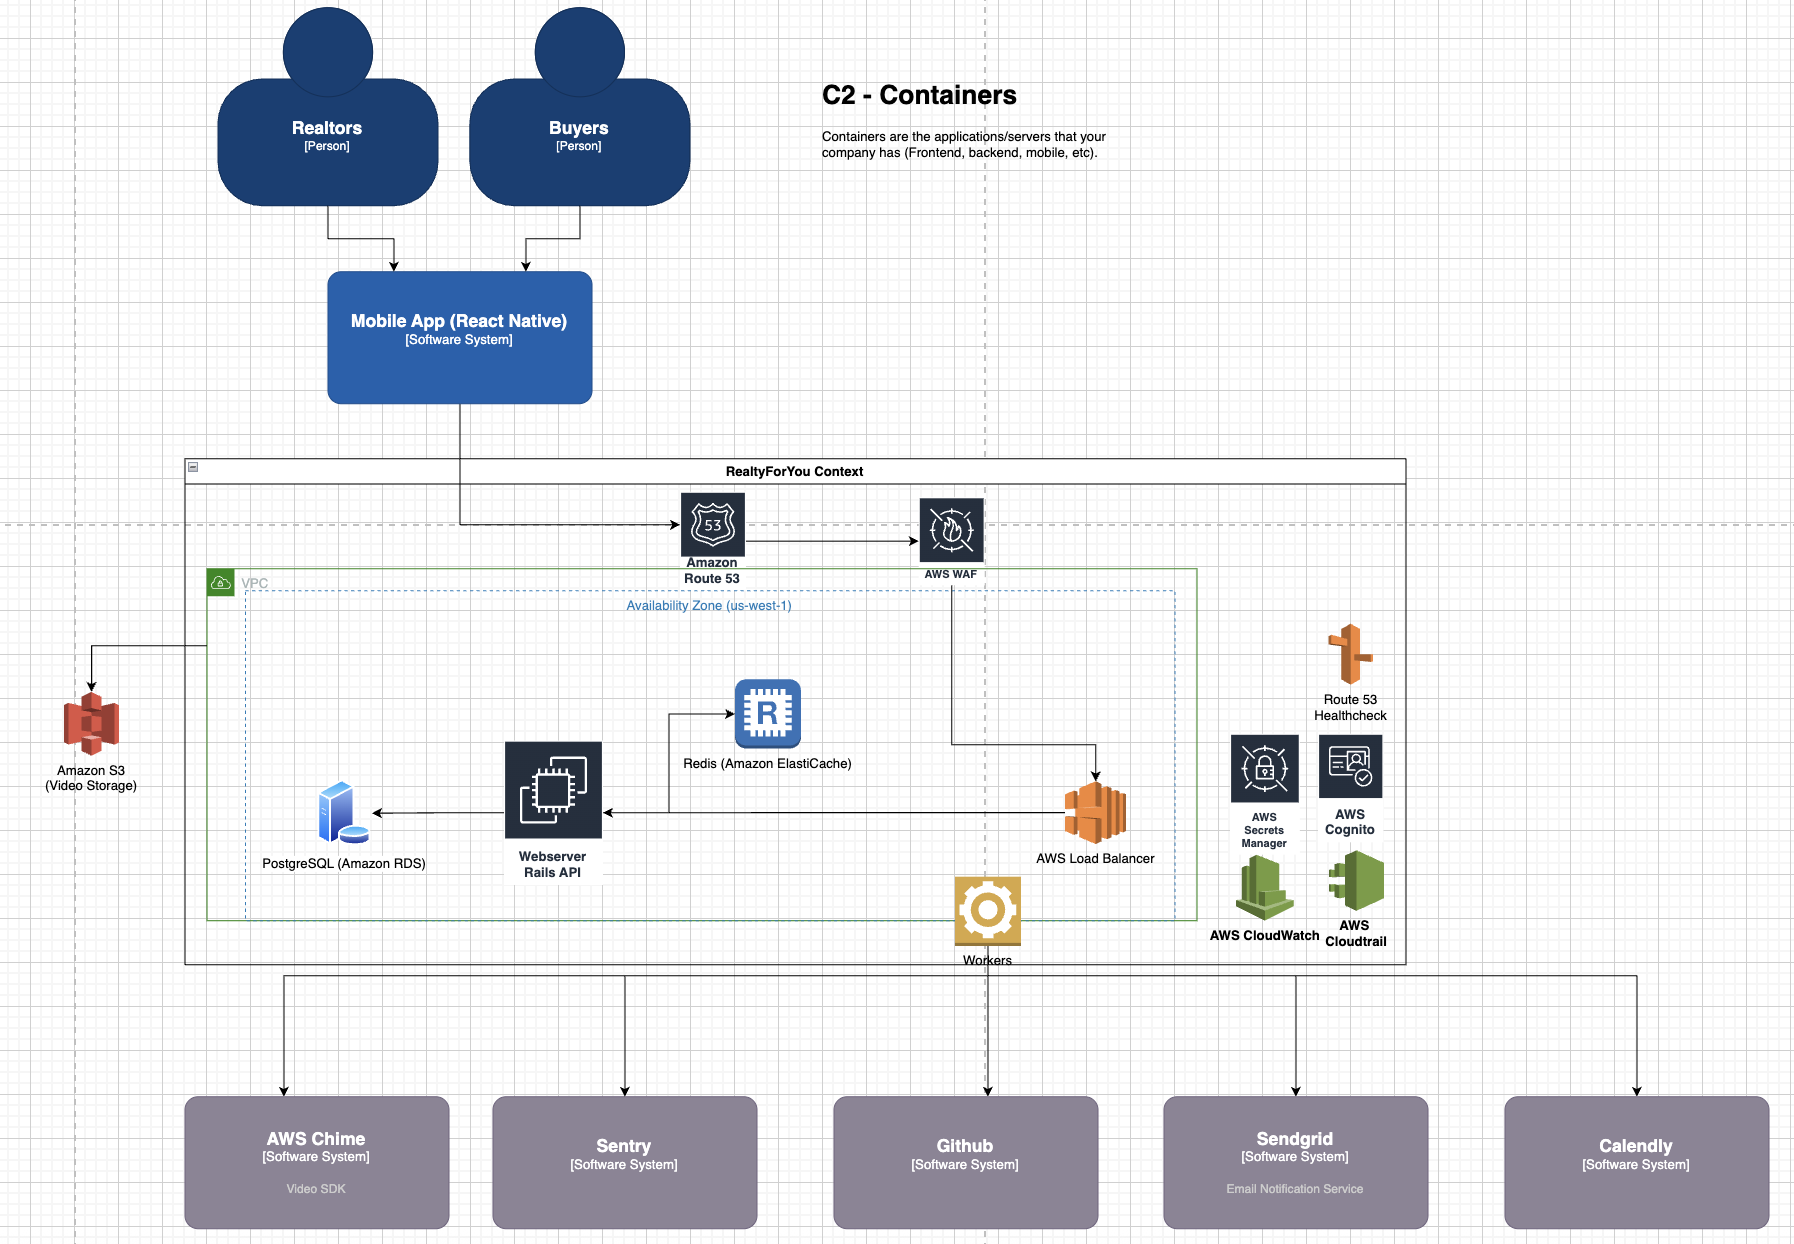 Realtors
[Person]
Buyers
[Person]
C2 - Containers
Containers are the applications/servers that your
company has (Frontend, backend, mobile, etc).
Mobile App (React Native)
[Software System]
RealtyForYou Context
53
Amazon
Route 53
AWS WAF
VPC
Availability Zone (us-west-1)
Route 53
Healthcheck
R
Redis (Amazon ElastiCache)
Amazon S3
(Video Storage)
PostgreSQL (Amazon RDS)
Webserver
Rails API
AWS Load Balancer
AWS
Secrets
Manager
AWS
Cognito
AWS CloudWatch
AWS
Cloudtrail
Workers
AWS Chime
[Software System]
Video SDK
Sentry
[Software System]
Github
[Software System]
Sendgrid
[Software System]
Email Notification Service
Calendly
[Software System]